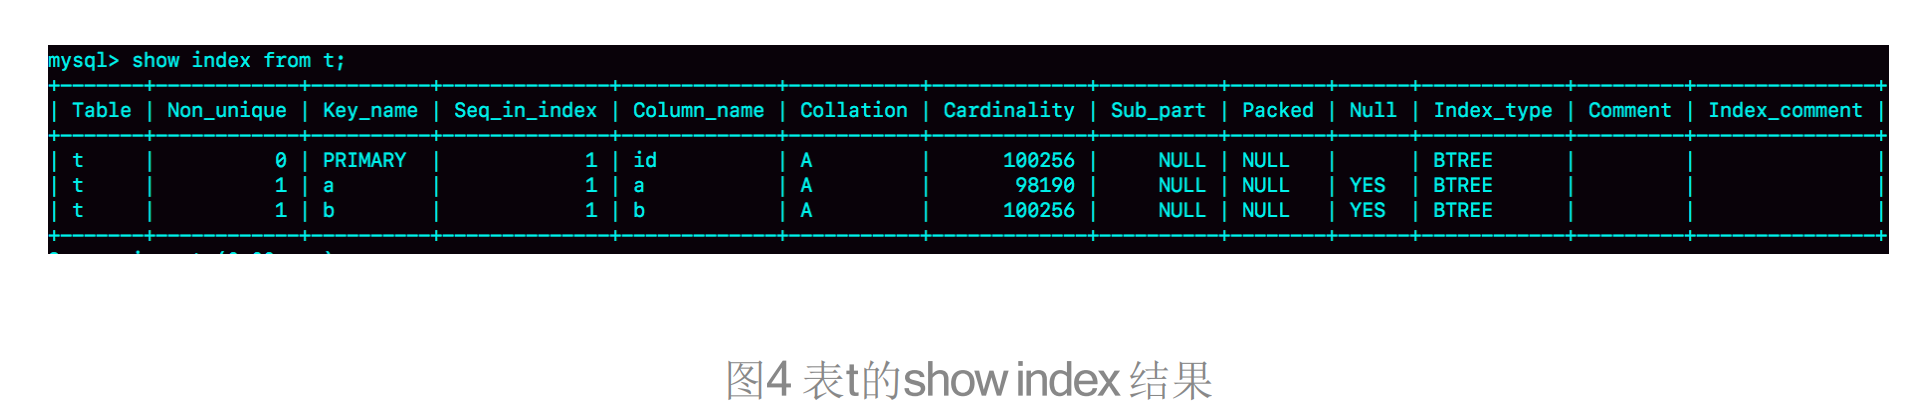 mysql> show index from t;
+-------+------------+----------+--------------+-------------+-----------+-------------+----------+--------+------+------------+---------+---------------+
| Table | Non_unique | Key_name | Seq_in_index | Column_name | Collation | Cardinality | Sub_part | Packed | Null | Index_type | Comment | Index_comment |
+-------+------------+----------+--------------+-------------+-----------+-------------+----------+--------+------+------------+---------+---------------+
| t     |          0 | PRIMARY  |            1 | id          | A         |      100256 |     NULL | NULL   |      | BTREE      |         |               |
| t     |          1 | a        |            1 | a           | A         |       98190 |     NULL | NULL   | YES  | BTREE      |         |               |
| t     |          1 | b        |            1 | b           | A         |      100256 |     NULL | NULL   | YES  | BTREE      |         |               |
+-------+------------+----------+--------------+-------------+-----------+-------------+----------+--------+------+------------+---------+---------------+
图4 表t的show index 结果